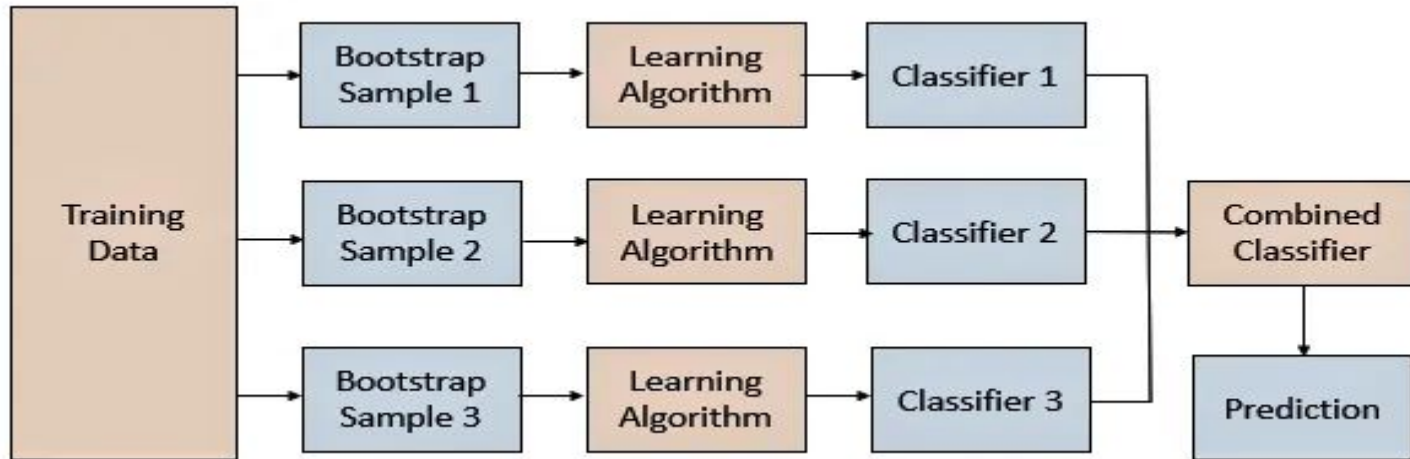 Training
Data
Bootstrap
Sample 1
Learning
Algorithm
Classifier 1
Bootstrap
Sample 2
Learning
Algorithm
Classifier 2
Combined
Classifier
Bootstrap
Sample 3
Learning
Algorithm
Classifier 3
Prediction